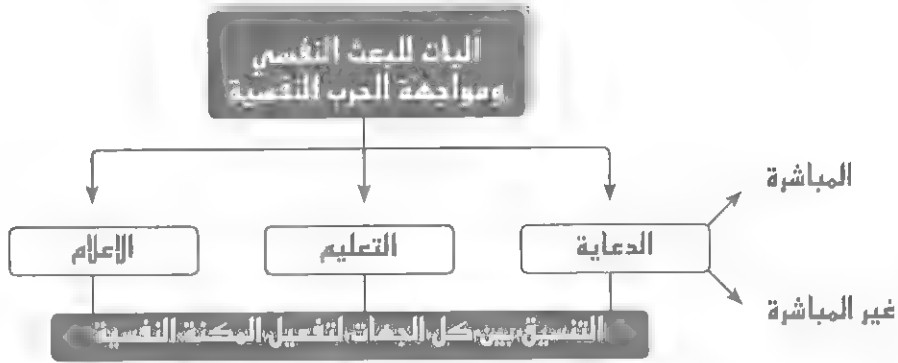 آليات للبعث النفسي
ومواجهة الحرب النفسية
المباشرة
الدعاية
التعليم
الإعلام
غير المباشرة
التنسيق بين كل الجهات لتفعيل المكنة النفسية